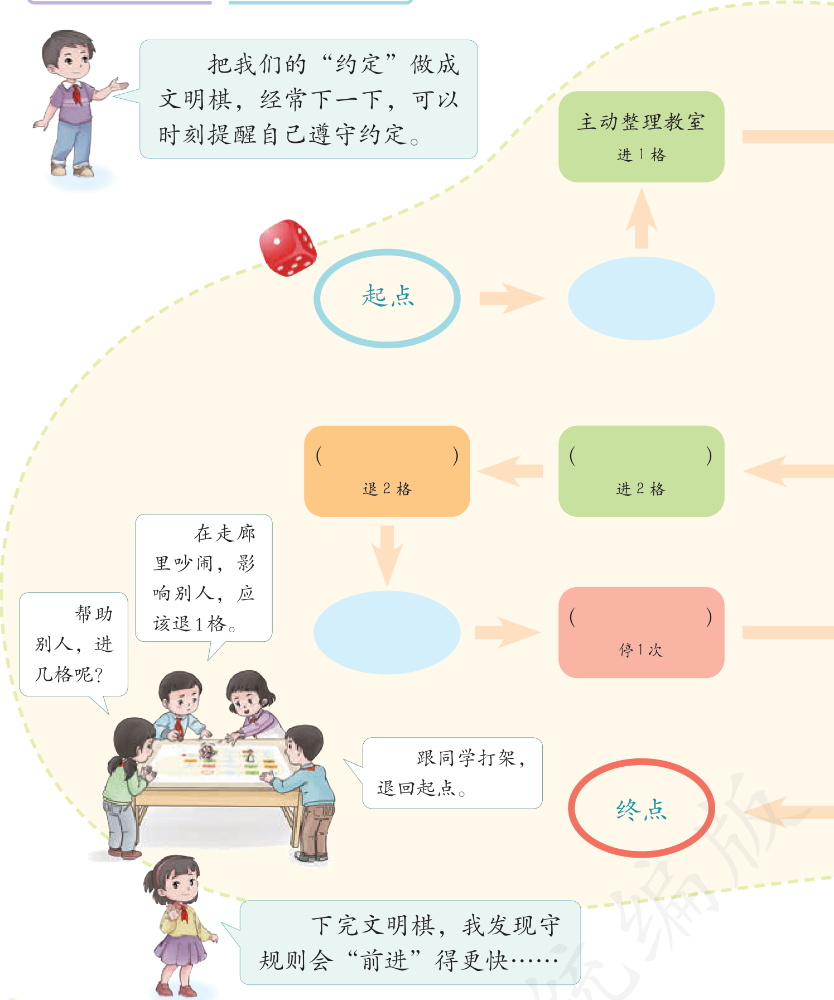 把我们的“约定”做成
文明棋，经常下一下，可以
时刻提醒自己遵守约定。
主动整理教室
进1格
起点
(　　　　)
退2格
(　　　　)
进2格
在走廊
里吵闹，影
响别人，应
该退1格。
帮助
别人，进
几格呢？
(　　　　)
停1次
跟同学打架，
退回起点。
终点
下完文明棋，我发现守
规则会“前进”得更快……
统编版